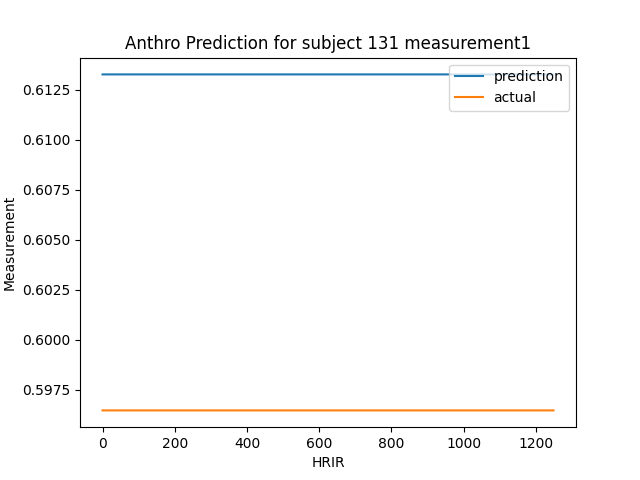 Anthro Prediction for subject 131 measurement1
prediction
actual
0.6125
0.6100
0.6075
0.6050
0.6025
0.6000
0.5975
Measurement
0 200 400 600 800 1000 1200
HRIR